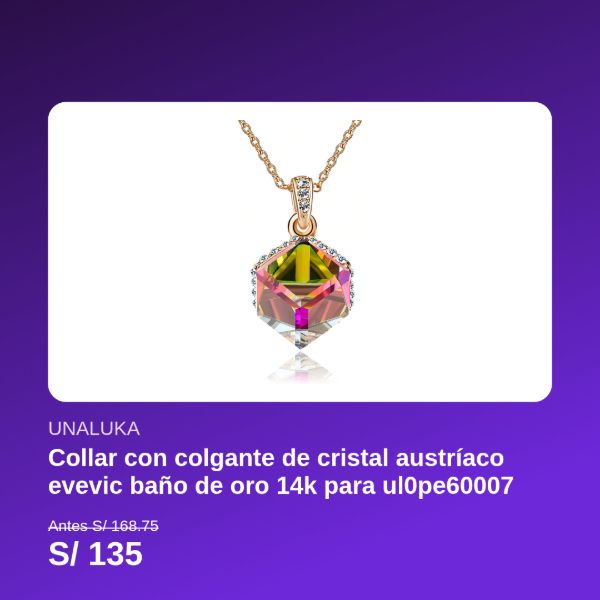 UNALUKA
Collar con colgante de cristal austríaco
evevic baño de oro 14k para ul0pe60007
Antes S/ 168.75
S/ 135